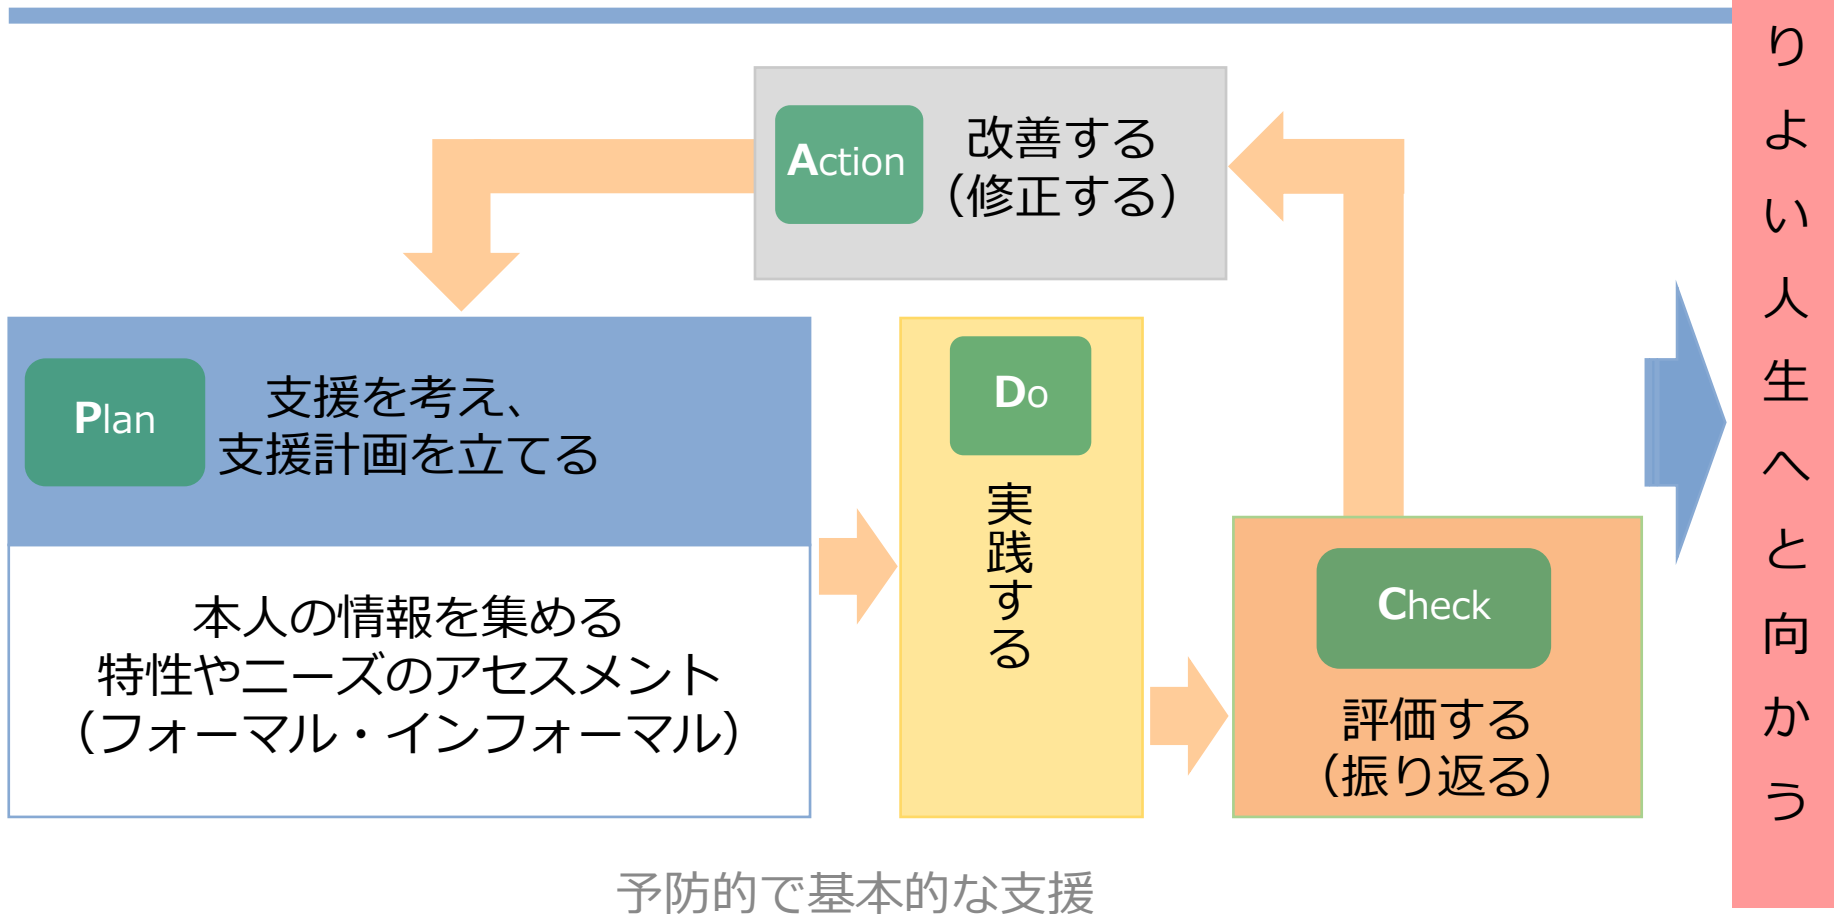 Action
改善する
（修正する）
Plan
支援を考え、
支援計画を立てる
本人の情報を集める
特性やニーズのアセスメント
（フォーマル・インフォーマル）
Do
実践する
Check
評価する
（振り返る）
りよい人生へと向かう
予防的で基本的な支援